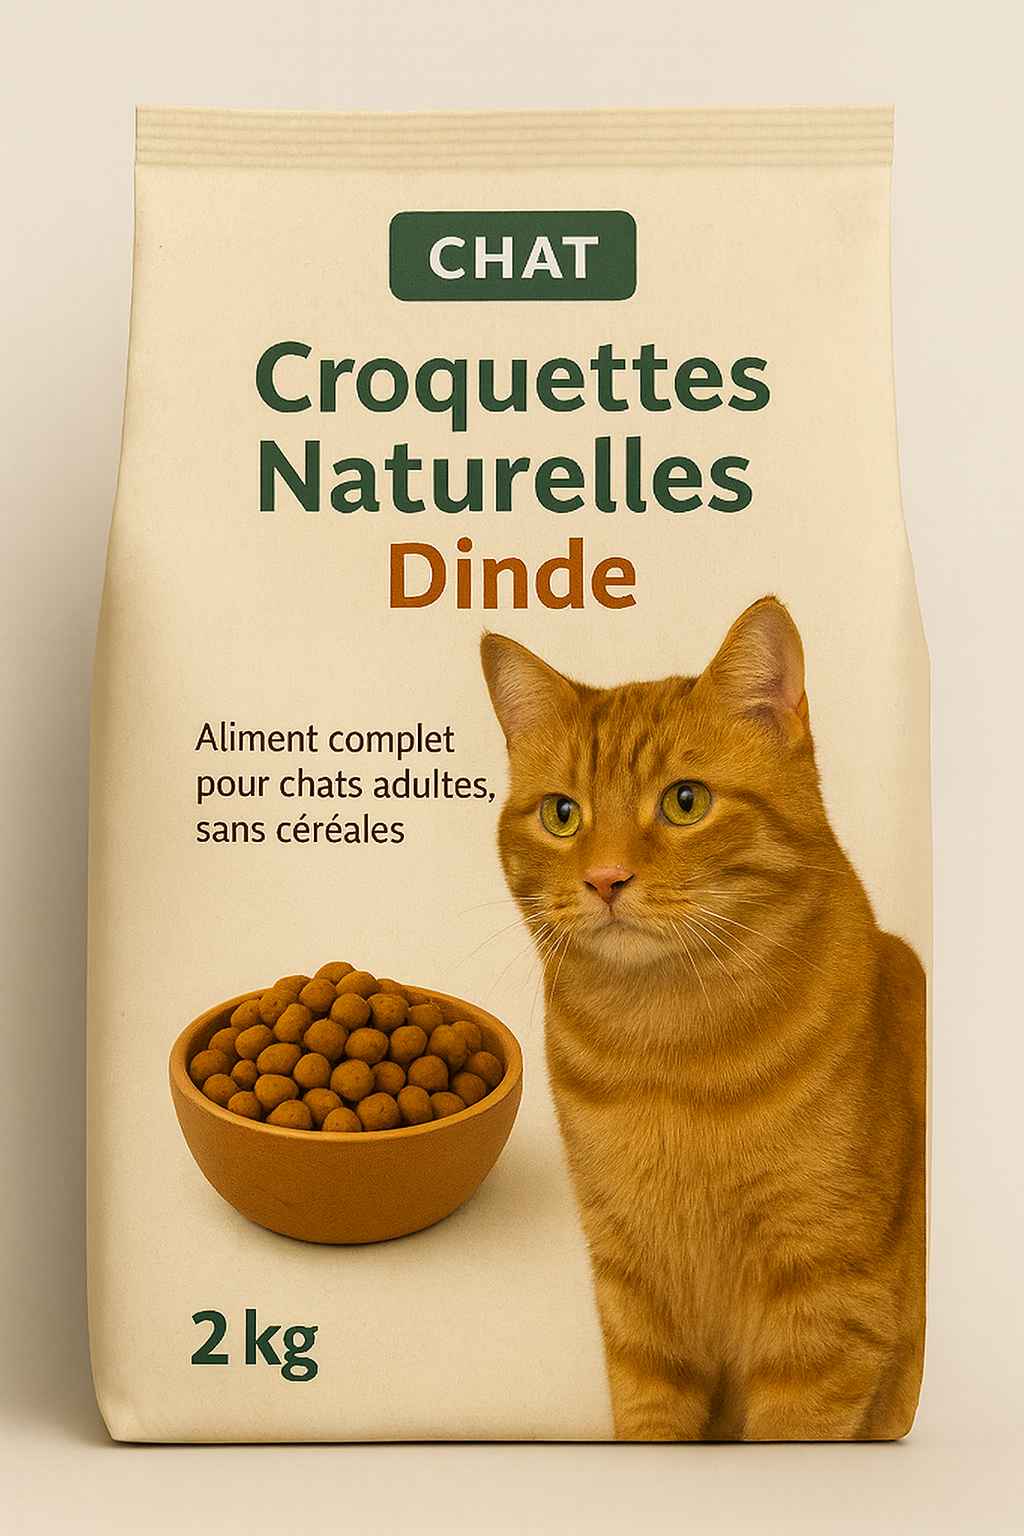 CHAT
Croquettes
Naturelles
Dinde
Aliment complet
pour chats adultes,
sans céréales
2 kg